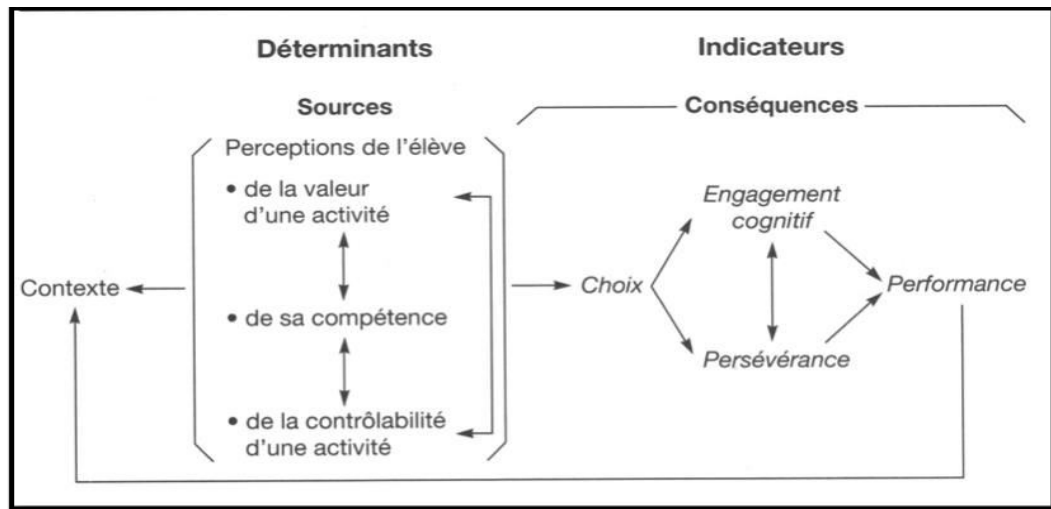 Déterminants
Indicateurs
Sources
Conséquences
Perceptions de l'élève
• de la valeur
d'une activité
Engagement
cognitif
Contexte
• de sa compétence
Choix
Performance
Persévérance
• de la contrôlabilité
d'une activité